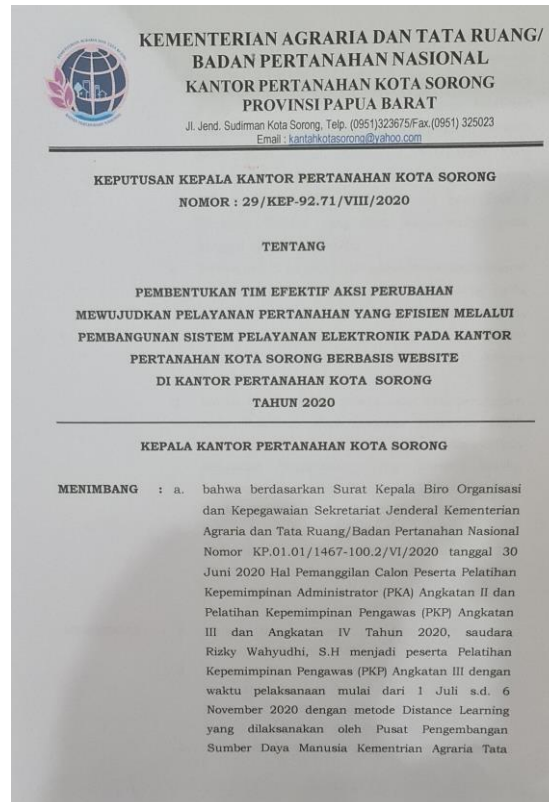 KEMENTERIAN AGRARIA DAN TATA RUANG/
BADAN PERTANAHAN NASIONAL
KANTOR PERTANAHAN KOTA SORONG
PROVINSI PAPUA BARAT
Jl. Jend. Sudirman Kota Sorong, Telp. (0951)323675/Fax.(0951) 325023
Email : kantahkotasorong@yahoo.com
KEPUTUSAN KEPALA KANTOR PERTANAHAN KOTA SORONG
NOMOR : 29/KEP-92.71/VIII/2020
TENTANG
PEMBENTUKAN TIM EFEKTIF AKSI PERUBAHAN
MEWUJUDKAN PELAYANAN PERTANAHAN YANG EFISIEN MELALUI
PEMBANGUNAN SISTEM PELAYANAN ELEKTRONIK PADA KANTOR
PERTANAHAN KOTA SORONG BERBASIS WEBSITE
DI KANTOR PERTANAHAN KOTA SORONG
TAHUN 2020
KEPALA KANTOR PERTANAHAN KOTA SORONG
MENIMBANG : a. bahwa berdasarkan Surat Kepala Biro Organisasi
dan Kepegawaian Sekretariat Jenderal Kementerian
Agraria dan Tata Ruang/Badan Pertanahan Nasional
Nomor KP.01.01/1467-100.2/VI/2020 tanggal 30
Juni 2020 Hal Pemanggilan Calon Peserta Pelatihan
Kepemimpinan Administrator (PKA) Angkatan II dan
Pelatihan Kepemimpinan Pengawas (PKP) Angkatan
III dan Angkatan IV Tahun 2020, saudara
Rizky Wahyudhi, S.H menjadi peserta Pelatihan
Kepemimpinan Pengawas (PKP) Angkatan III dengan
waktu pelaksanaan mulai dari 1 Juli s.d. 6
November 2020 dengan metode Distance Learning
yang dilaksanakan oleh Pusat Pengembangan
Sumber Daya Manusia Kementrian Agraria Tata